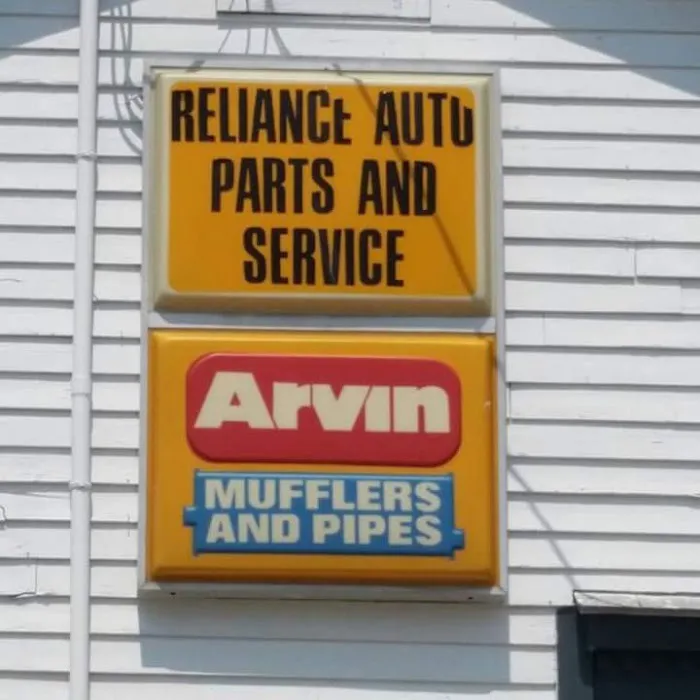 RELIANCE AUTO
PARTS AND
SERVICE
Arvin
MUFFLERS
AND PIPES